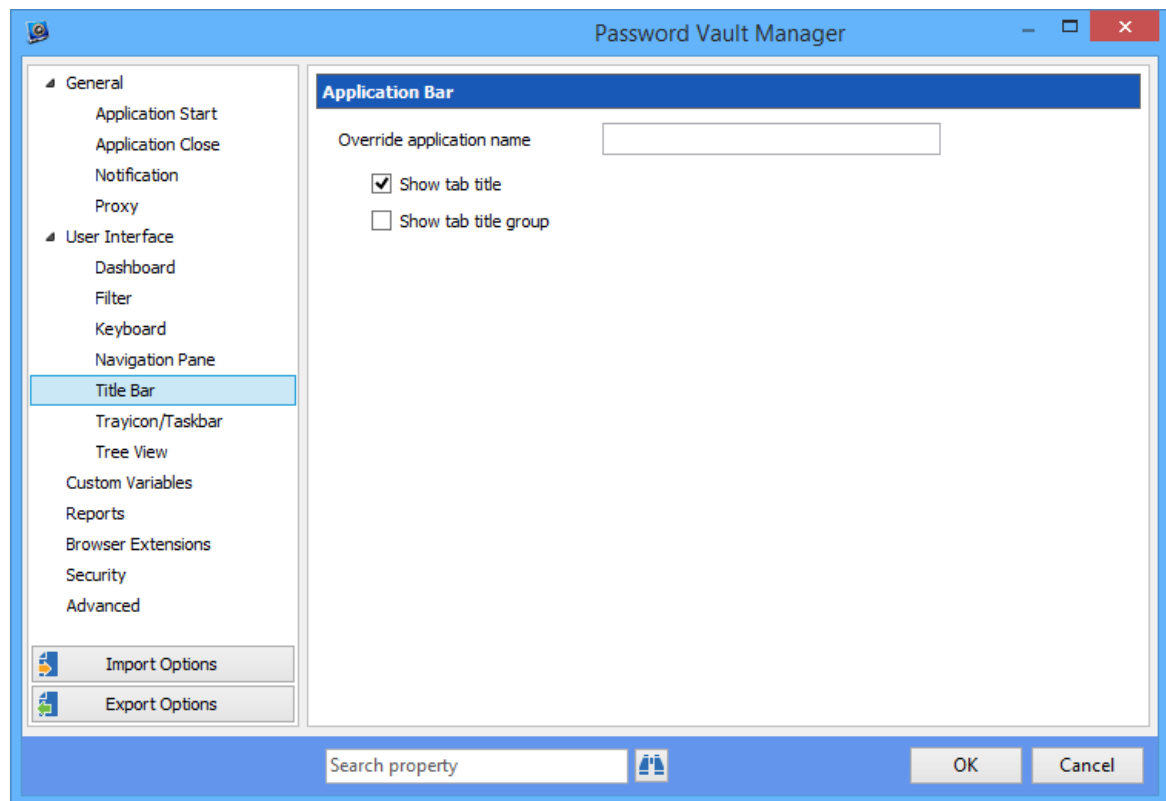 Password Vault Manager
General
Application Start
Application Close
Notification
Proxy
User Interface
Dashboard
Filter
Keyboard
Navigation Pane
Title Bar
Trayicon/Taskbar
Tree View
Custom Variables
Reports
Browser Extensions
Security
Advanced
Import Options
Export Options
Application Bar
Override application name
Show tab title
Show tab title group
Search property
OK
Cancel